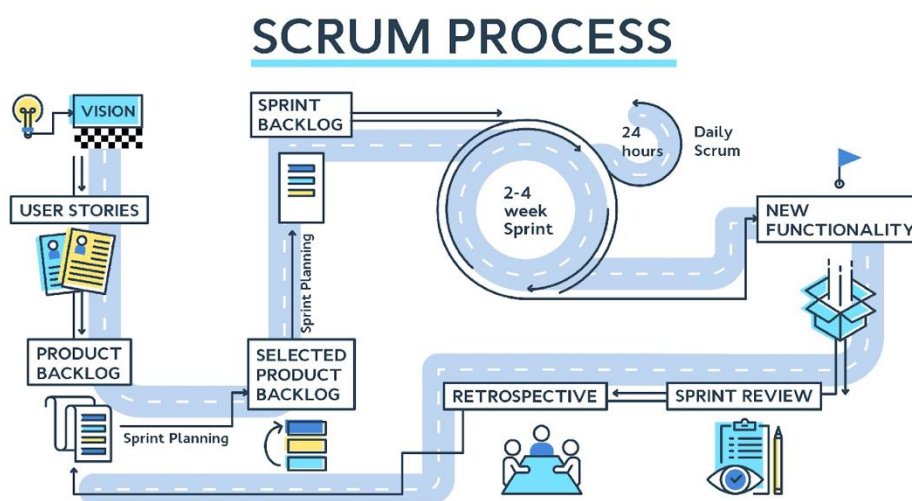 SCRUM PROCESS
VISION
USER STORIES
PRODUCT
BACKLOG
Sprint Planning
SELECTED
PRODUCT
BACKLOG
Sprint Planning
SPRINT
BACKLOG
2-4
week
Sprint
24
hours
Daily
Scrum
NEW
FUNCTIONALITY
SPRINT REVIEW
RETROSPECTIVE